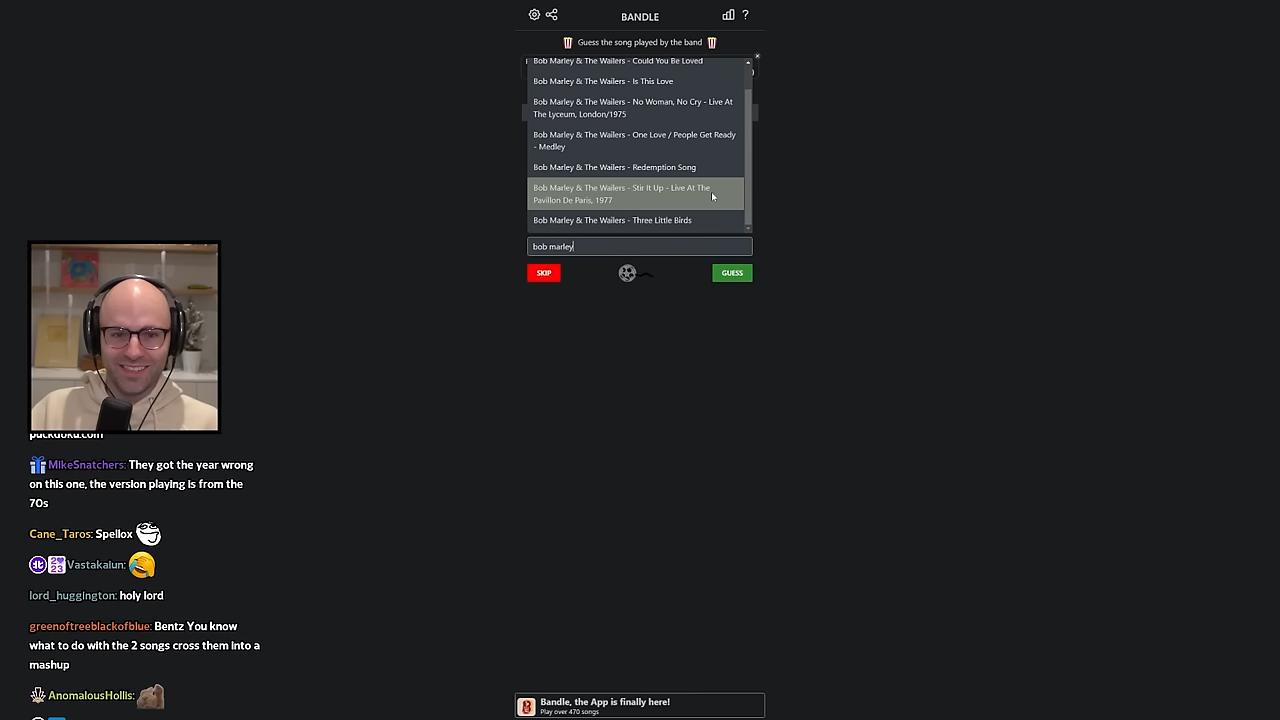 BANDLE
?
Guess the song played by the band
Bob Marley & The Wailers - Could You Be Loved
Bob Marley & The Wailers - Is This Love
Bob Marley & The Wailers - No Woman, No Cry - Live At
The Lyceum, London/1975
Bob Marley & The Wailers - One Love / People Get Ready
- Medley
Bob Marley & The Wailers - Redemption Song
Bob Marley & The Wailers - Stir It Up - Live At The
Pavillon De Paris, 1977
Bob Marley & The Wailers - Three Little Birds
bob marley
SKIP
GUESS
puckdoku.com
MikeSnatchers: They got the year wrong
on this one, the version playing is from the
70s
Cane_Taros: Spellox
Vastakalun:
lord_huggington: holy lord
greenoftreeblackofblue: Bentz You know
what to do with the 2 songs cross them into a
mashup
AnomalousHollis:
Bandle, the App is finally here!
Play over 470 songs